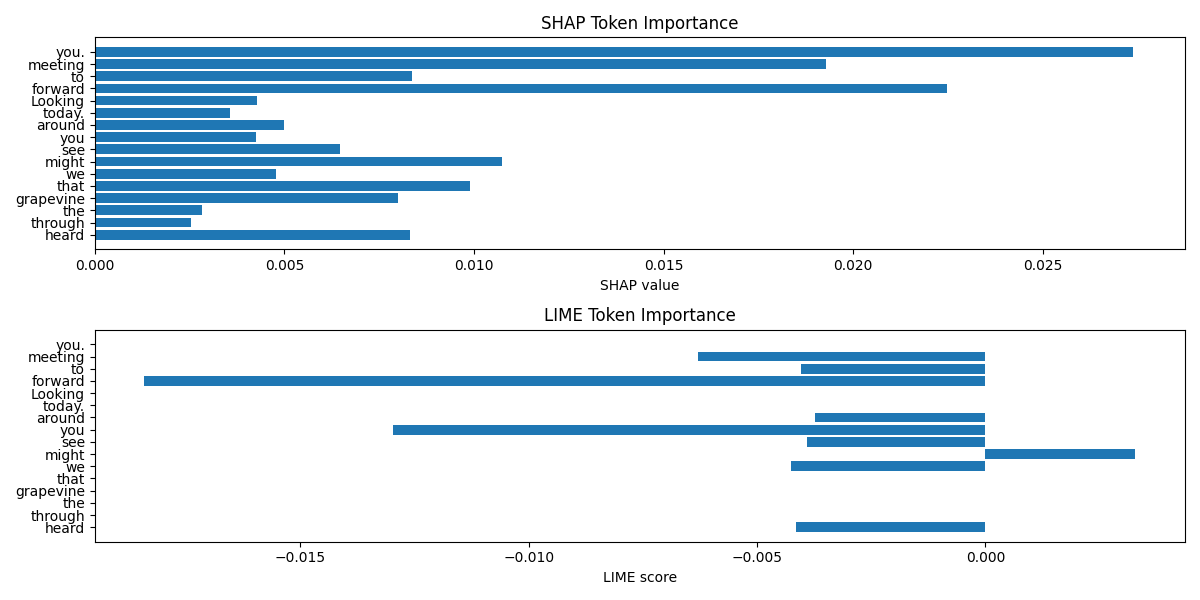 SHAP Token Importance
you.
meeting
to
forward
Looking
today.
around
you
see
might
we
that
grapevine
the
through
heard
0.000 0.005 0.010 0.015 0.020 0.025
SHAP value
LIME Token Importance
you.
meeting
to
forward
Looking
today.
around
you
see
might
we
that
grapevine
the
through
heard
−0.015 −0.010 −0.005 0.000
LIME score